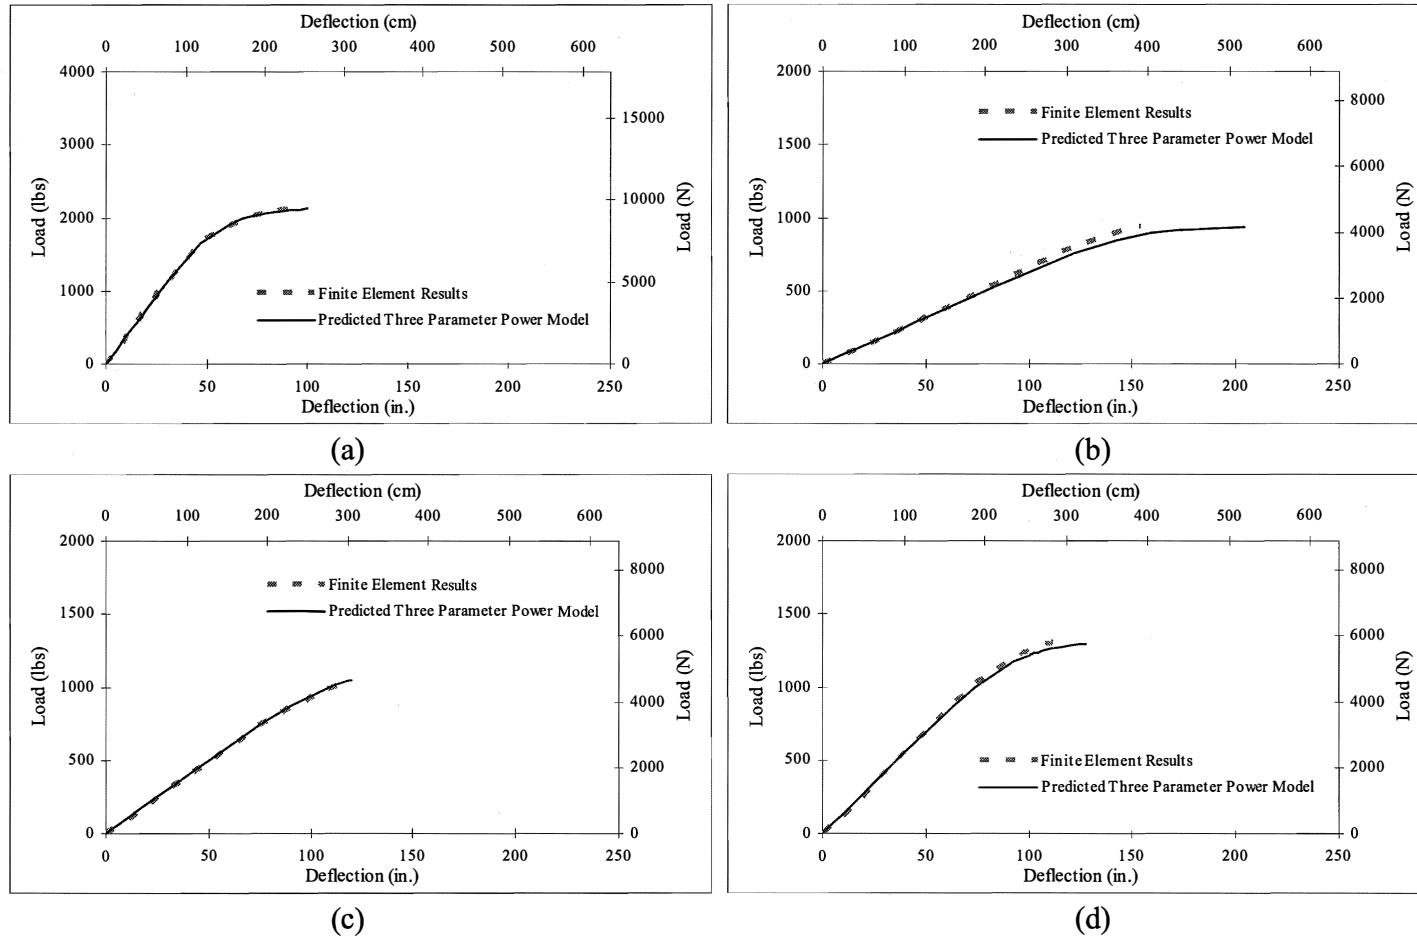 Deflection (cm)
0 100 200 300 400 500 600
4000
3000
2000
1000
0
Load (lbs)
15000
10000
5000
0
Load (N)
Finite Element Results
Predicted Three Parameter Power Model
0 50 100 150 200 250
Deflection (in.)
(a)
Deflection (cm)
0 100 200 300 400 500 600
2000
1500
1000
500
0
Load (lbs)
8000
6000
4000
2000
0
Load (N)
Finite Element Results
Predicted Three Parameter Power Model
0 50 100 150 200 250
Deflection (in.)
(b)
Deflection (cm)
0 100 200 300 400 500 600
2000
1500
1000
500
0
Load (lbs)
8000
6000
4000
2000
0
Load (N)
Finite Element Results
Predicted Three Parameter Power Model
0 50 100 150 200 250
Deflection (in.)
(c)
Deflection (cm)
0 100 200 300 400 500 600
2000
1500
1000
500
0
Load (lbs)
8000
6000
4000
2000
0
Load (N)
Finite Element Results
Predicted Three Parameter Power Model
0 50 100 150 200 250
Deflection (in.)
(d)